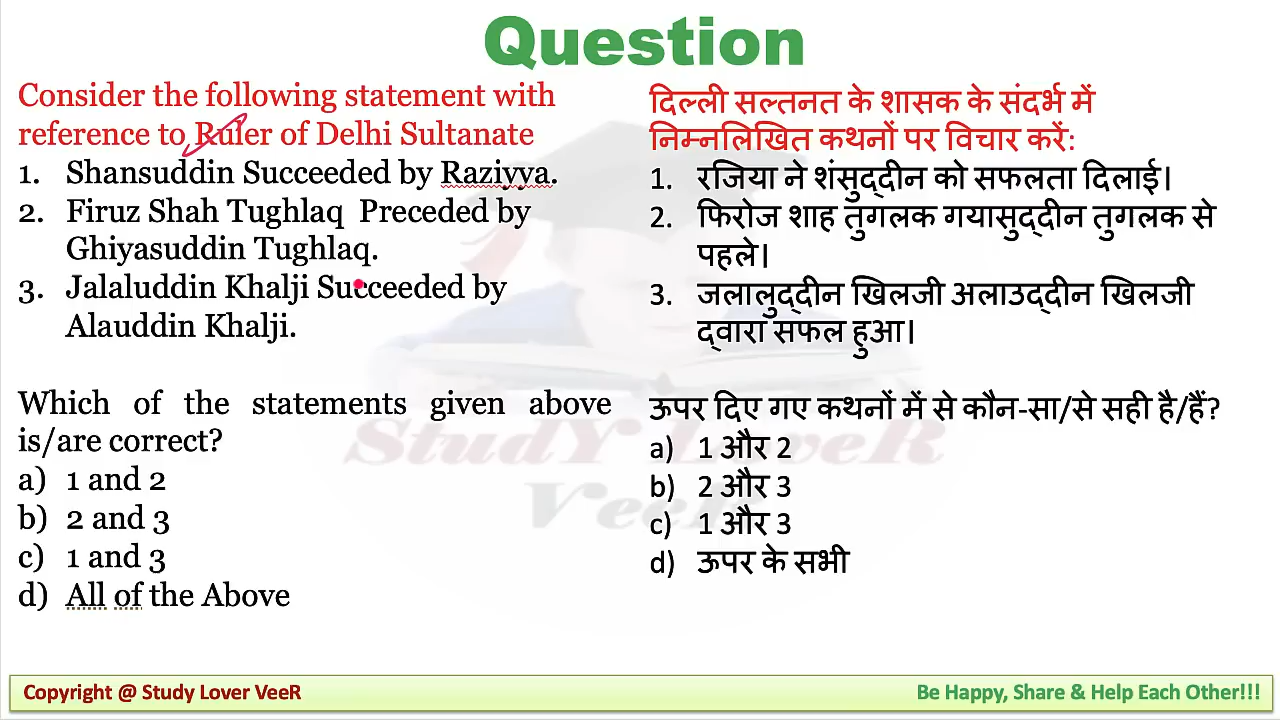 Question
Consider the following statement with
reference to Ruler of Delhi Sultanate
1. Shansuddin Succeeded by Raziyya.
2. Firuz Shah Tughlaq Preceded by
Ghiyasuddin Tughlaq.
3. Jalaluddin Khalji Succeeded by
Alauddin Khalji.
Which of the statements given above
is/are correct?
a) 1 and 2
b) 2 and 3
c) 1 and 3
d) All of the Above
दिल्ली सल्तनत के शासक के संदर्भ में
निम्नलिखित कथनों पर विचार करें:
1. रजिया ने शंसुद्दीन को सफलता दिलाई।
2. फिरोज शाह तुगलक गयासुद्दीन तुगलक से
पहले।
3. जलालुद्दीन खिलजी अलाउद्दीन खिलजी
द्वारा सफल हुआ।
ऊपर दिए गए कथनों में से कौन-सा/से सही है/हैं?
a) 1 और 2
b) 2 और 3
c) 1 और 3
d) ऊपर के सभी
StudY LoveR
VeeR
Copyright @ Study Lover VeeR
Be Happy, Share & Help Each Other!!!